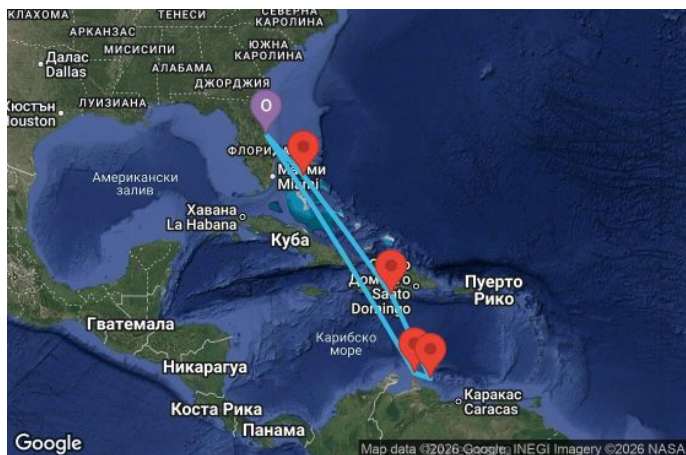 КЛАХОМА
ТЕНЕСИ
СЕВЕРНА
КАРОЛИНА
АРКАНЗАС
МИСИСИПИ
Далас
Dallas
АЛАБАМА
ЮЖНА
КАРОЛИНА
ДЖОРДЖИЯ
ЛУИЗИАНА
Хюстън
Houston
O
ФЛОРИДА
Американски
залив
Miami
Хавана
La Habana
Куба
Santo
Domingo
Пуерто
Рико
Гватемала
Карибско
море
Никарагуа
Каракас
Caracas
Коста Рика
Панама
Google
Map data ©2026 Google, INEGI Imagery ©2026 NASA